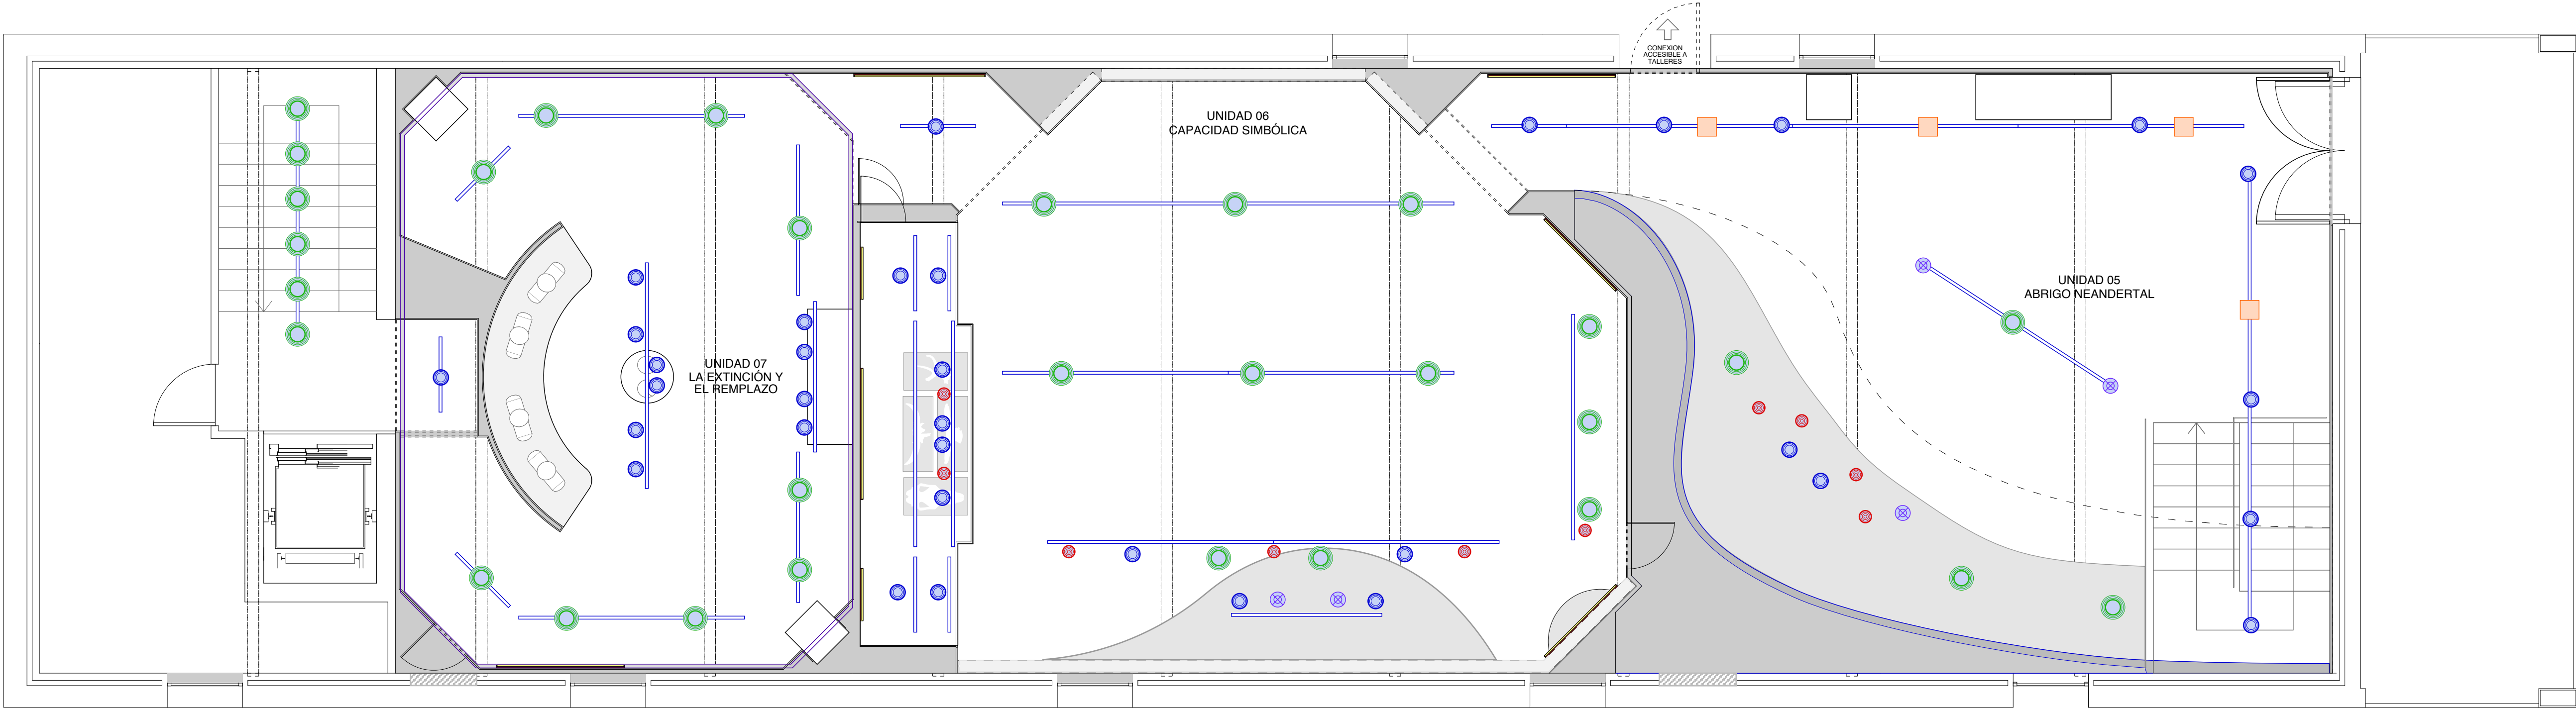 CONEXION
ACCESIBLE A
TALLERES
UNIDAD 06
CAPACIDAD SIMBÓLICA
UNIDAD 05
ABRIGO NEANDERTAL
UNIDAD 07
LA EXTINCIÓN Y
EL REMPLAZO